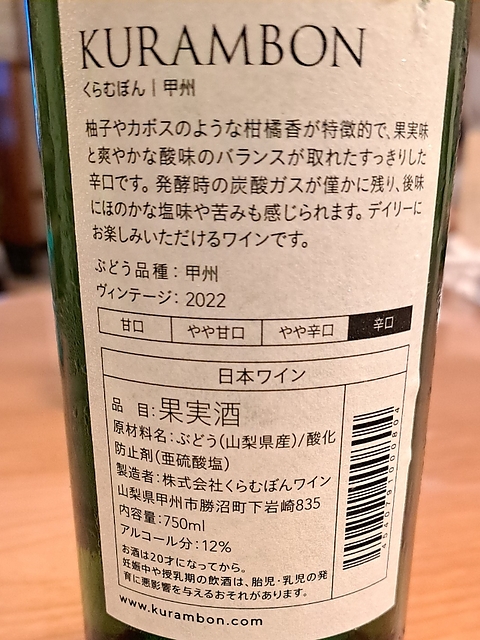 KURAMBON
くらむぼん | 甲州
柚子やカボスのような柑橘香が特徴的で、果実味
と爽やかな酸味のバランスが取れたすっきりした
辛口です。発酵時の炭酸ガスが僅かに残り、後味
にほのかな塩味や苦みも感じられます。デイリーに
お楽しみいただけるワインです。
ぶどう品種：甲州
ヴィンテージ：2022
甘口 やや甘口 やや辛口 辛口
日本ワイン
品 目：果実酒
原材料名：ぶどう(山梨県産)/酸化
防止剤(亜硫酸塩)
製造者：株式会社くらむぼんワイン
山梨県甲州市勝沼町下岩崎835
内容量：750ml
アルコール分：12%
お酒は20才になってから。
妊娠中や授乳期の飲酒は、胎児・乳児の発
育に悪影響を与えるおそれがあります。
www.kurambon.com